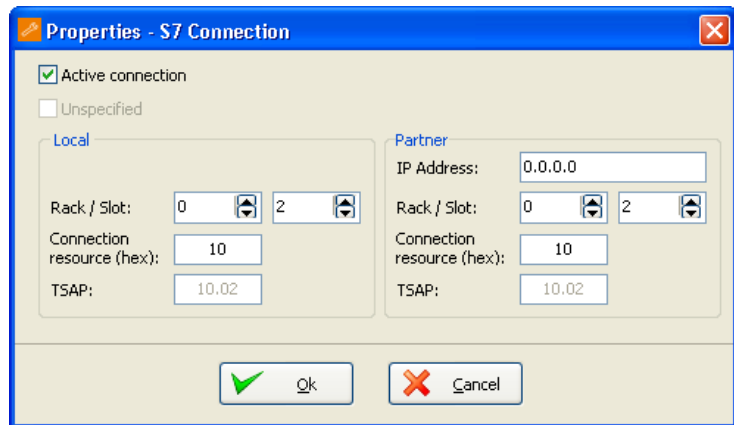 Properties - S7 Connection
Active connection
Unspecified
Local
Rack / Slot: 0 2
Connection
resource (hex): 10
TSAP: 10.02
Partner
IP Address: 0.0.0.0
Rack / Slot: 0 2
Connection
resource (hex): 10
TSAP: 10.02
Ok
Cancel